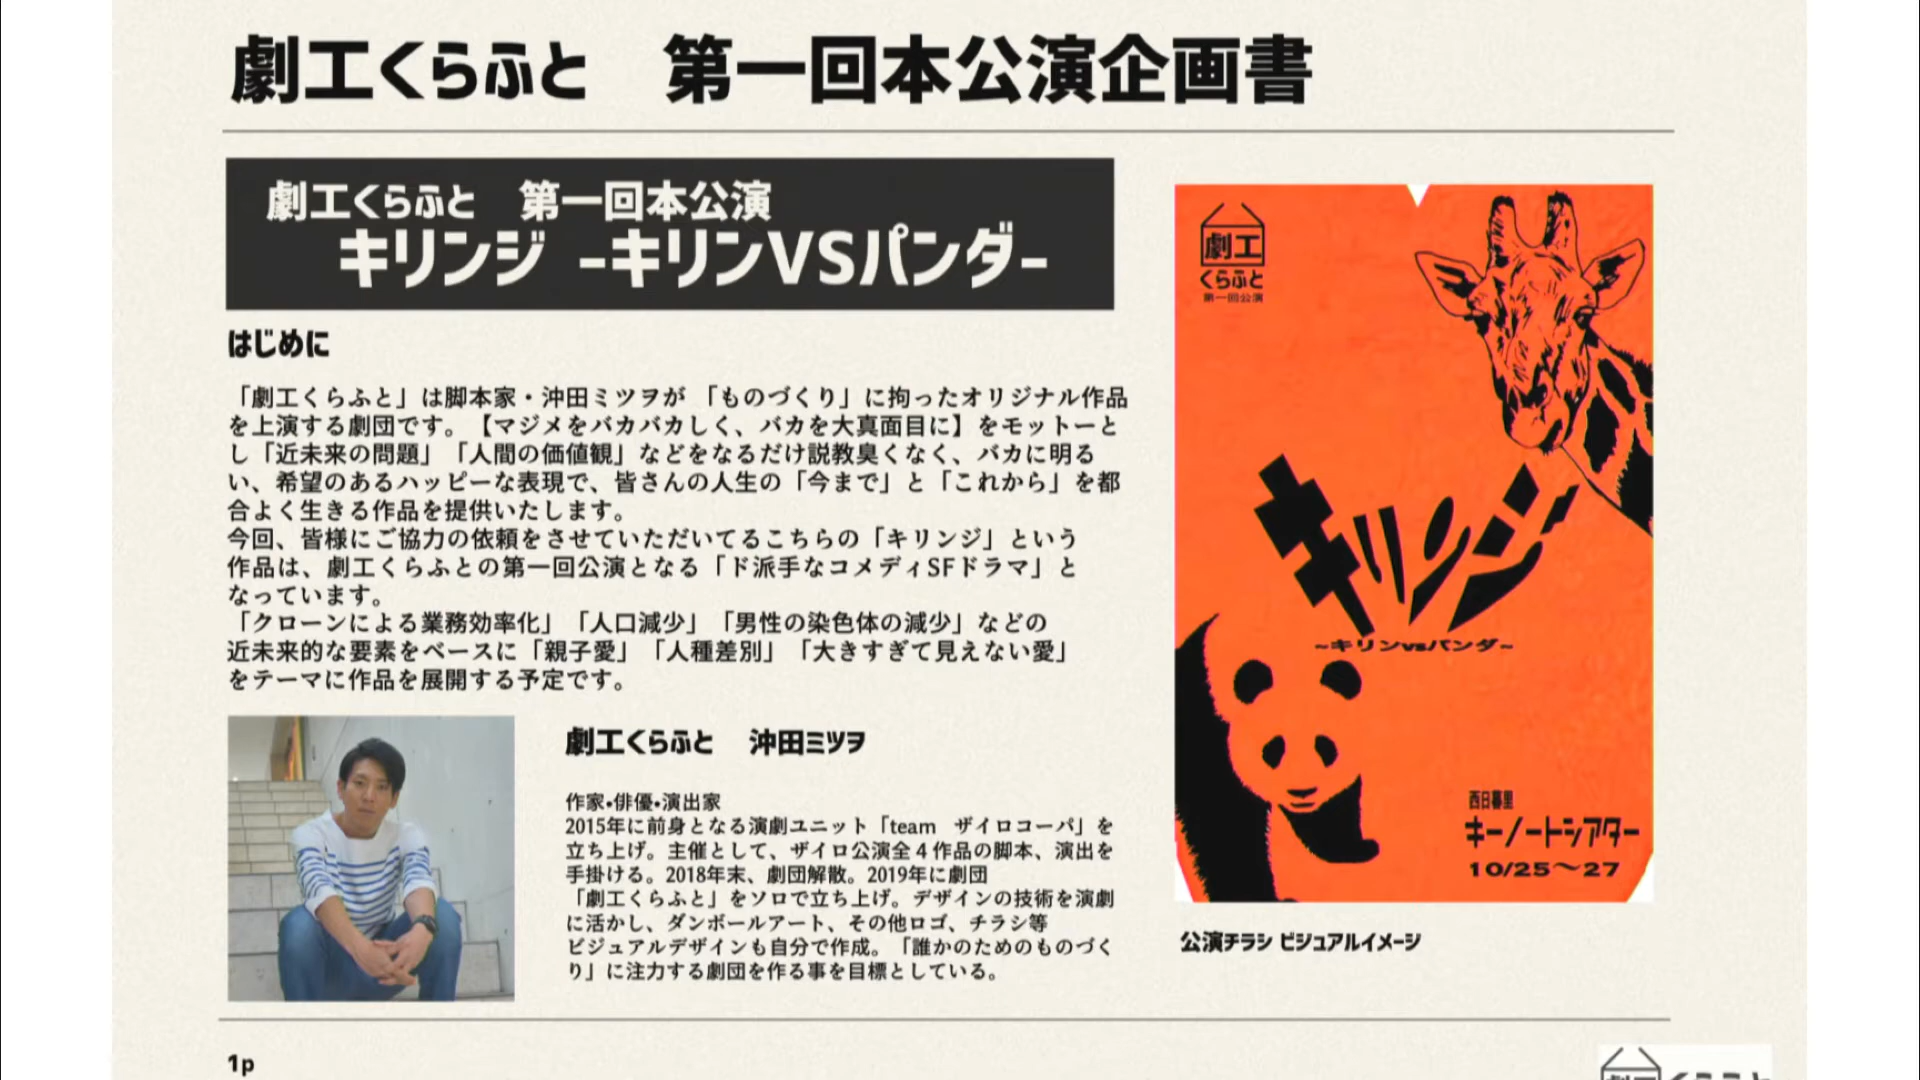 劇工くらふと　第一回本公演企画書
劇工くらふと　第一回本公演
キリンジ -キリンVSパンダ-
はじめに
「劇工くらふと」は脚本家・沖田ミツヲが 「ものづくり」に拘ったオリジナル作品
を上演する劇団です。【マジメをバカバカしく、バカを大真面目に】をモットーと
し「近未来の問題」「人間の価値観」などをなるだけ説教臭くなく、バカに明る
い、希望のあるハッピーな表現で、皆さんの人生の「今まで」と「これから」を都
合よく生きる作品を提供いたします。
今回、皆様にご協力の依頼をさせていただいてるこちらの「キリンジ」という
作品は、劇工くらふとの第一回公演となる「ド派手なコメディSFドラマ」と
なっています。
「クローンによる業務効率化」「人口減少」「男性の染色体の減少」などの
近未来的な要素をベースに「親子愛」「人種差別」「大きすぎて見えない愛」
をテーマに作品を展開する予定です。
劇工くらふと　沖田ミツヲ
作家・俳優・演出家
2015年に前身となる演劇ユニット「team　ザイロコーパ」を
立ち上げ。主催として、ザイロ公演全４作品の脚本、演出を
手掛ける。2018年末、劇団解散。2019年に劇団
「劇工くらふと」をソロで立ち上げ。デザインの技術を演劇
に活かし、ダンボールアート、その他ロゴ、チラシ等
ビジュアルデザインも自分で作成。「誰かのためのものづく
り」に注力する劇団を作る事を目標としている。
劇工
くらふと
第一回公演
キリンジ
~キリンvsパンダ~
西日暮里
キーノートシアター
10/25〜27
公演チラシ ビジュアルイメージ
1p